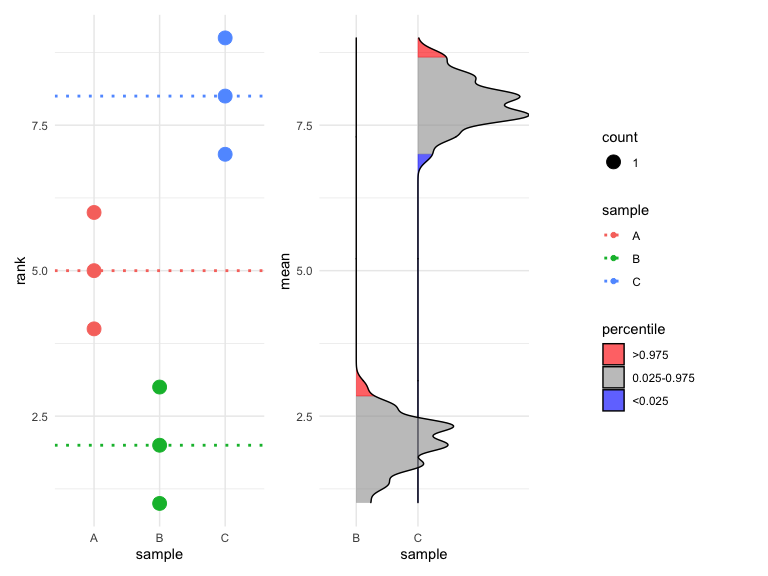 rank
7.5
5.0
2.5
A
B
C
sample
mean
7.5
5.0
2.5
B
C
sample
count
1
sample
A
B
C
percentile
>0.975
0.025-0.975
<0.025